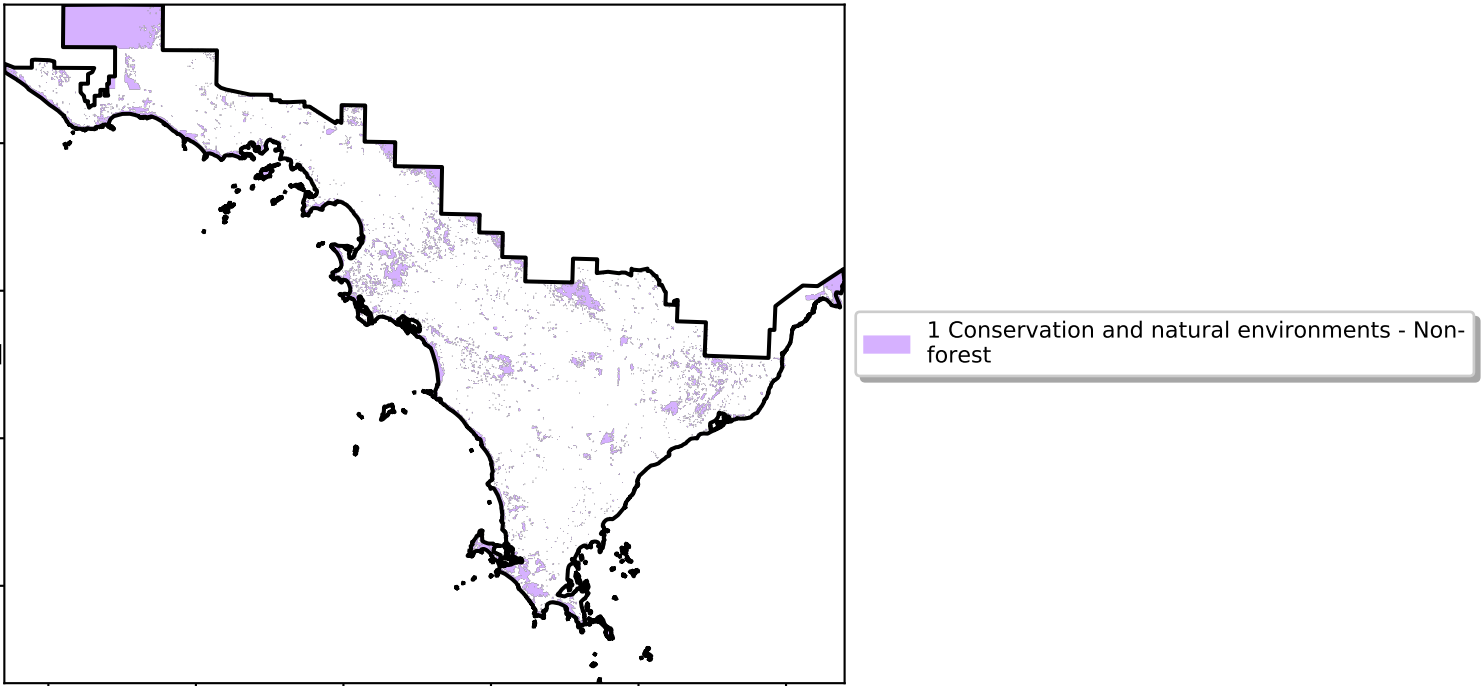 1 Conservation and natural environments - Non-
forest